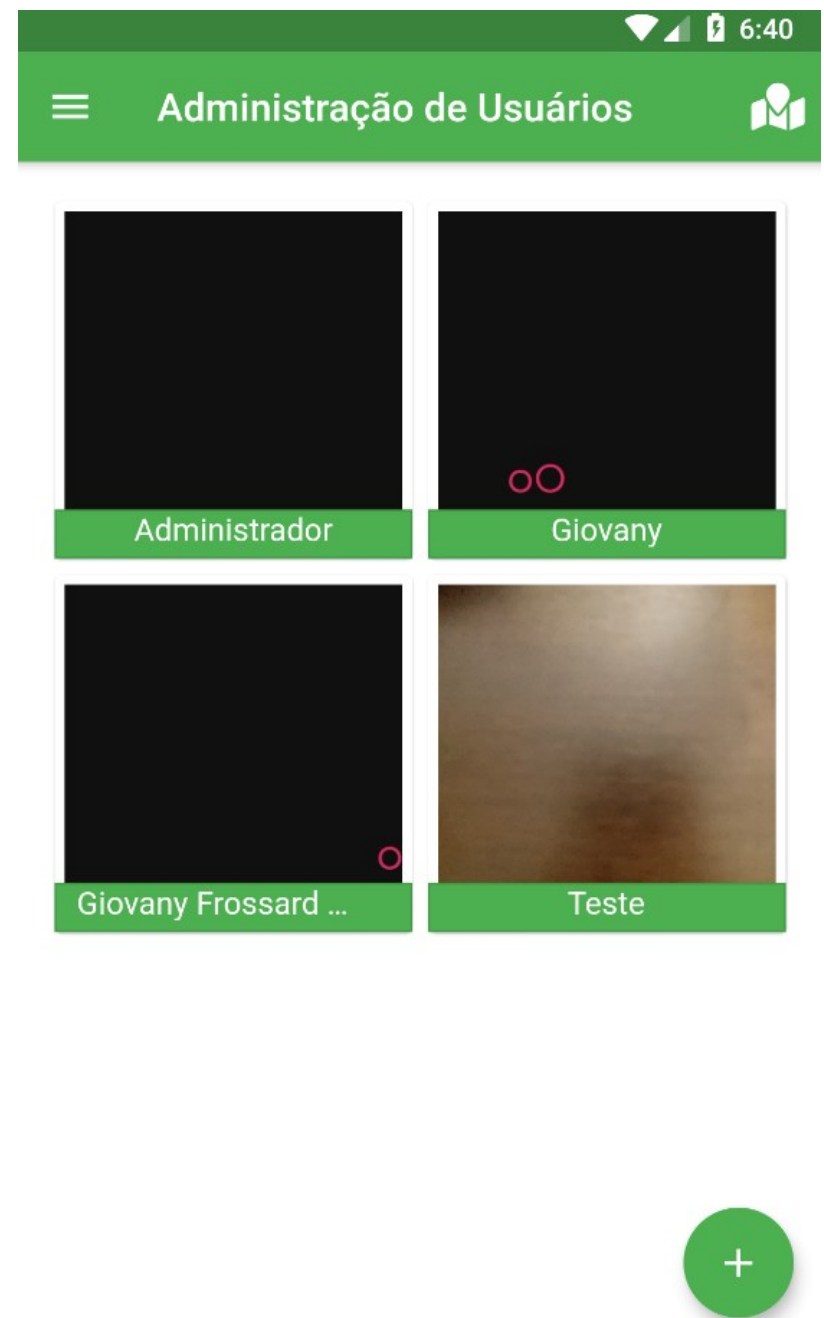 6:40
Administração de Usuários
Administrador
Giovany
Giovany Frossard ...
Teste
+